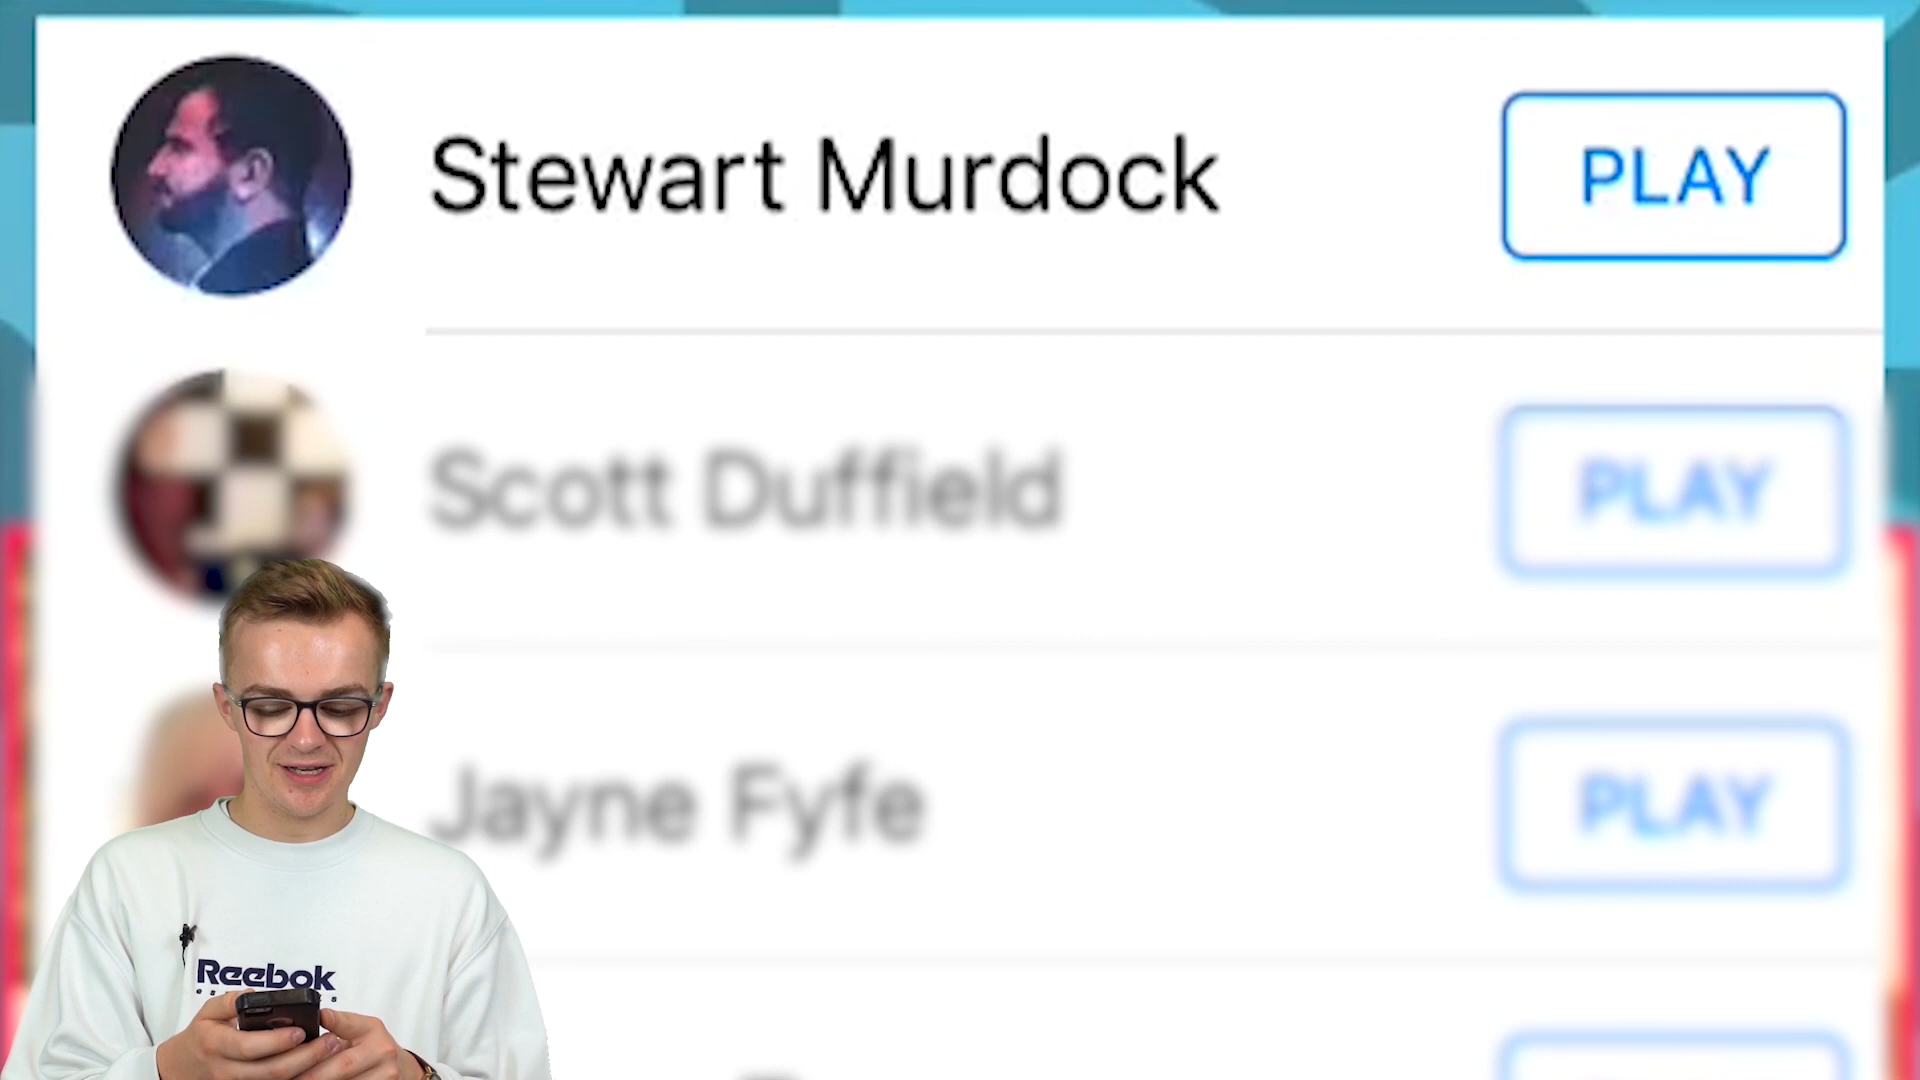 Stewart Murdock
PLAY
Scott Duffield
PLAY
Jayne Fyfe
PLAY
Reebok